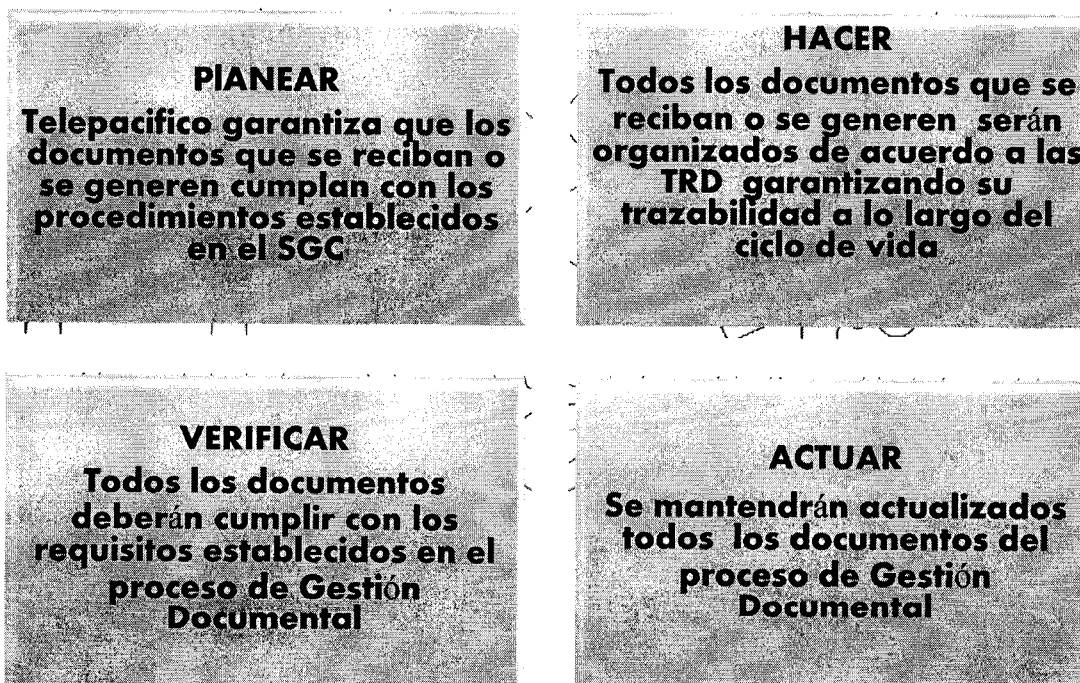 PlANEAR
Telepacifico garantiza que los
documentos que se reciban o
se generen cumplan con los
procedimientos establecidos
en el SGC
HACER
Todos los documentos que se
reciban o se generen serán
organizados de acuerdo a las
TRD garantizando su
trazabilidad a lo largo del
ciclo de vida
VERIFICAR
Todos los documentos
deberán cumplir con los
requisitos establecidos en el
proceso de Gestión
Documental
ACTUAR
Se mantendrán actualizados
todos los documentos del
proceso de Gestión
Documental